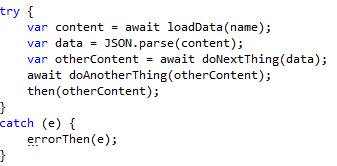 try {
    var content = await loadData(name);
    var data = JSON.parse(content);
    var otherContent = await doNextThing(data);
    await doAnotherThing(otherContent);
    then(otherContent);
}
catch (e) {
    errorThen(e);
}